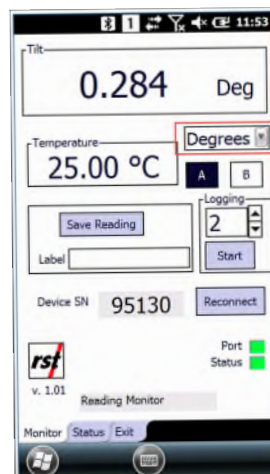 1 11:53
Tilt
0.284 Deg
Degrees
Temperature
25.00 °C
A B
Logging
2
Save Reading
Label
Start
Device SN 95130 Reconnect
Port
Status
rst
v. 1.01
Reading Monitor
Monitor Status Exit